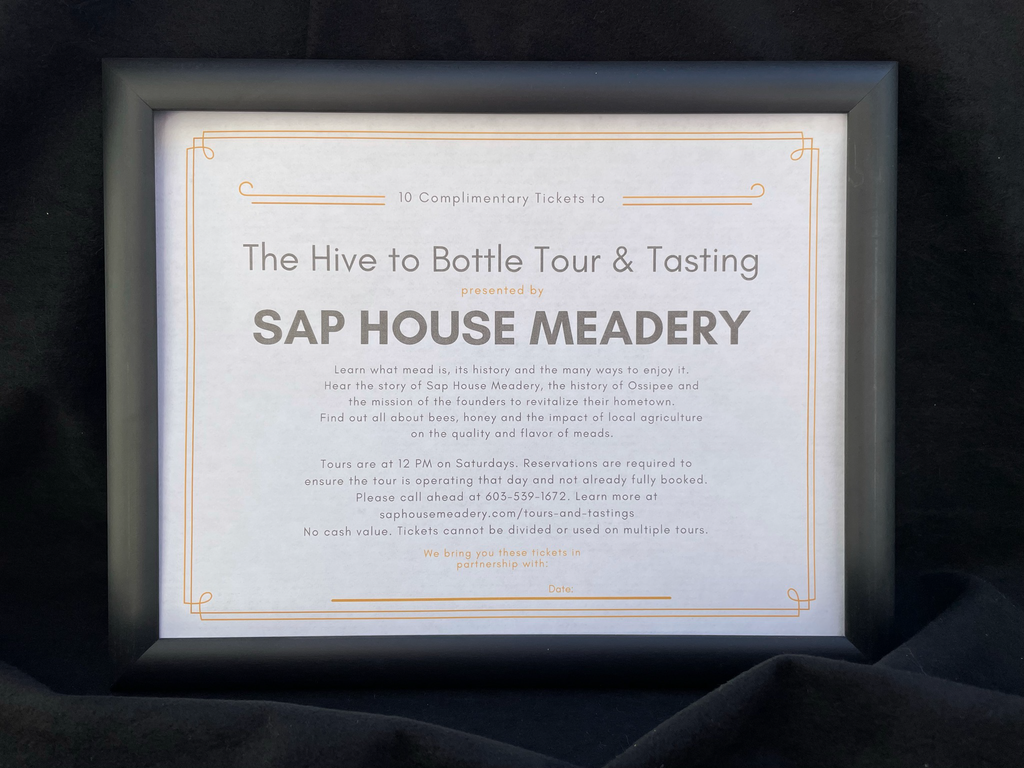 10 Complimentary Tickets to
The Hive to Bottle Tour & Tasting
presented by
SAP HOUSE MEADERY
Learn what mead is, its history and the many ways to enjoy it.
Hear the story of Sap House Meadery, the history of Ossipee and
the mission of the founders to revitalize their hometown.
Find out all about bees, honey and the impact of local agriculture
on the quality and flavor of meads.
Tours are at 12 PM on Saturdays. Reservations are required to
ensure the tour is operating that day and not already fully booked.
Please call ahead at 603-539-1672. Learn more at
saphousemeadery.com/tours-and-tastings
No cash value. Tickets cannot be divided or used on multiple tours.
We bring you these tickets in
partnership with:
Date: